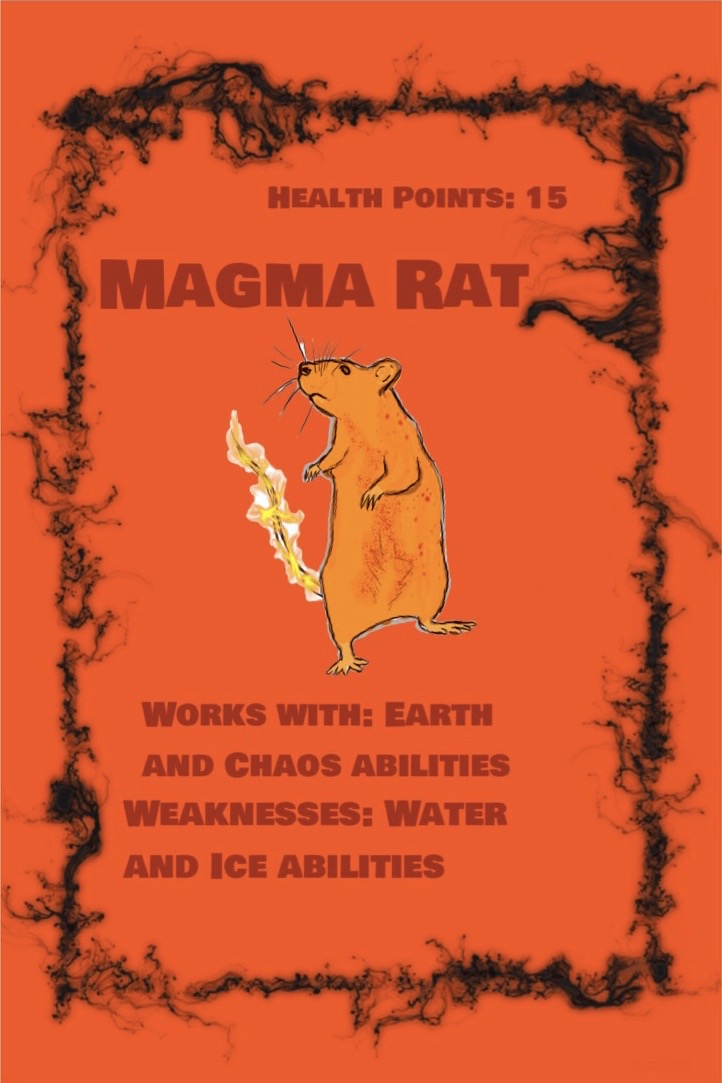 Health Points: 15
Magma Rat
Works with: Earth
and Chaos abilities
Weaknesses: Water
and Ice abilities